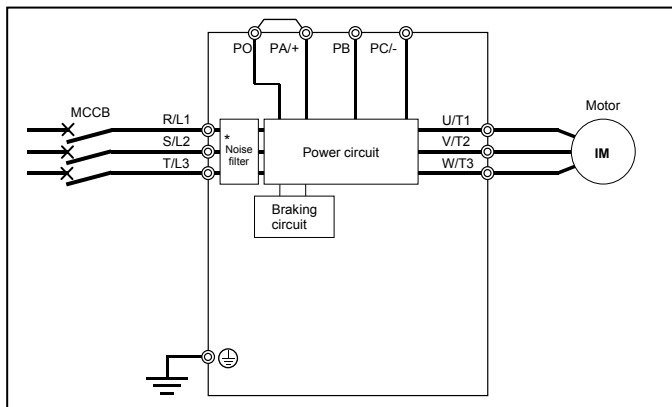 PO PA/+ PB PC/-
MCCB
R/L1
S/L2
T/L3
*
Noise
filter
Power circuit
Braking
circuit
U/T1
V/T2
W/T3
Motor
IM